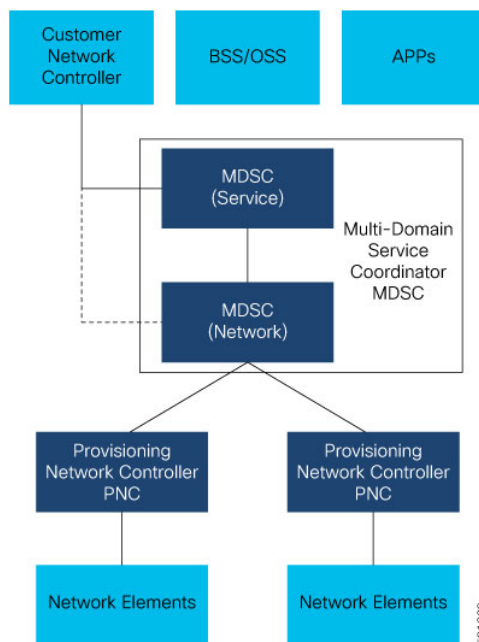 Customer
Network
Controller
BSS/OSS
APPs
MDSC
(Service)
Multi-Domain
Service
Coordinator
MDSC
MDSC
(Network)
Provisioning
Network Controller
PNC
Provisioning
Network Controller
PNC
Network Elements
Network Elements